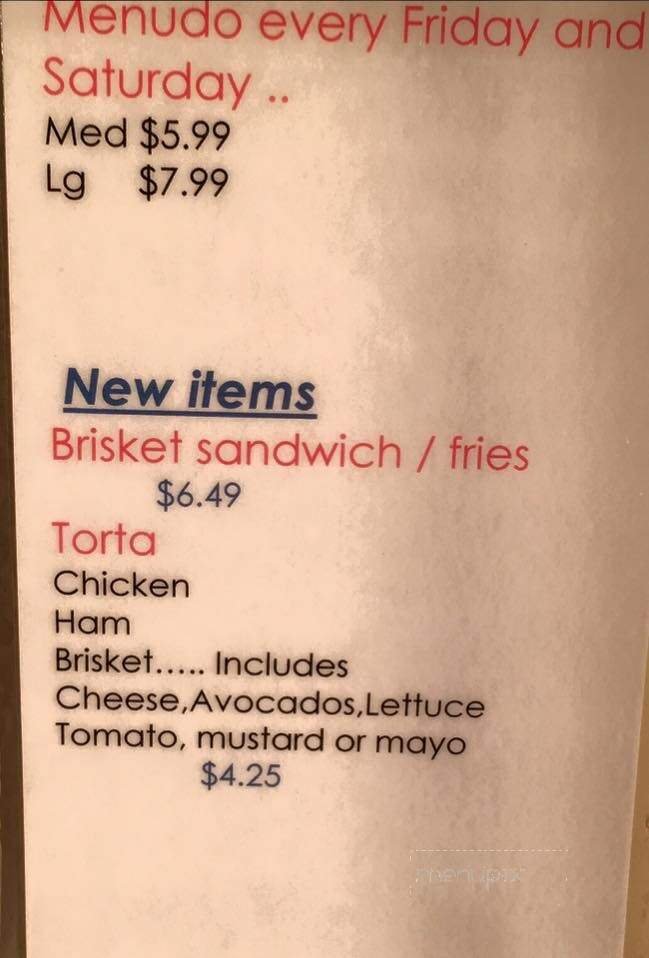 Menudo every Friday and
Saturday ..
Med $5.99
Lg $7.99
New items
Brisket sandwich / fries
$6.49
Torta
Chicken
Ham
Brisket..... Includes
Cheese,Avocados,Lettuce
Tomato, mustard or mayo
$4.25
menupix